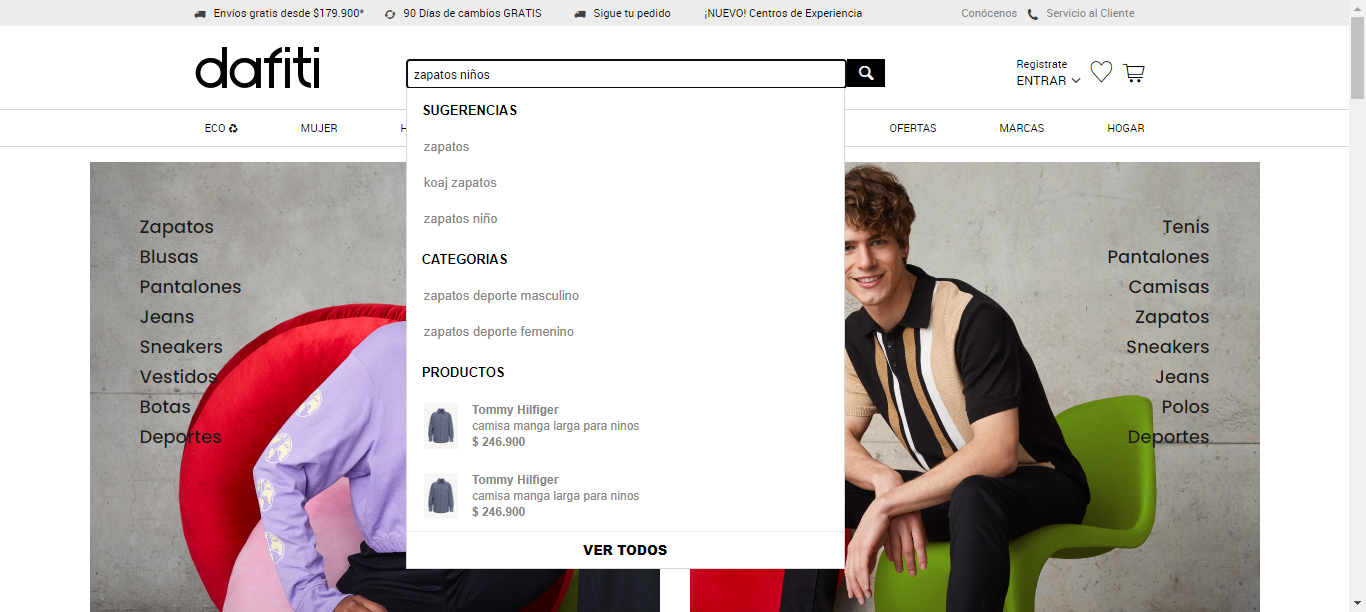 Envíos gratis desde $179.900*
90 Días de cambios GRATIS
Sigue tu pedido
¡NUEVO! Centros de Experiencia
Conócenos
Servicio al Cliente
dafiti
zapatos niños
Registrate
ENTRAR
ECO
MUJER
H
OFERTAS
MARCAS
HOGAR
SUGERENCIAS
zapatos
koaj zapatos
zapatos niño
CATEGORIAS
zapatos deporte masculino
zapatos deporte femenino
PRODUCTOS
Tommy Hilfiger
camisa manga larga para ninos
$ 246.900
Tommy Hilfiger
camisa manga larga para ninos
$ 246.900
VER TODOS
Zapatos
Blusas
Pantalones
Jeans
Sneakers
Vestidos
Botas
Deportes
Tenis
Pantalones
Camisas
Zapatos
Sneakers
Jeans
Polos
Deportes